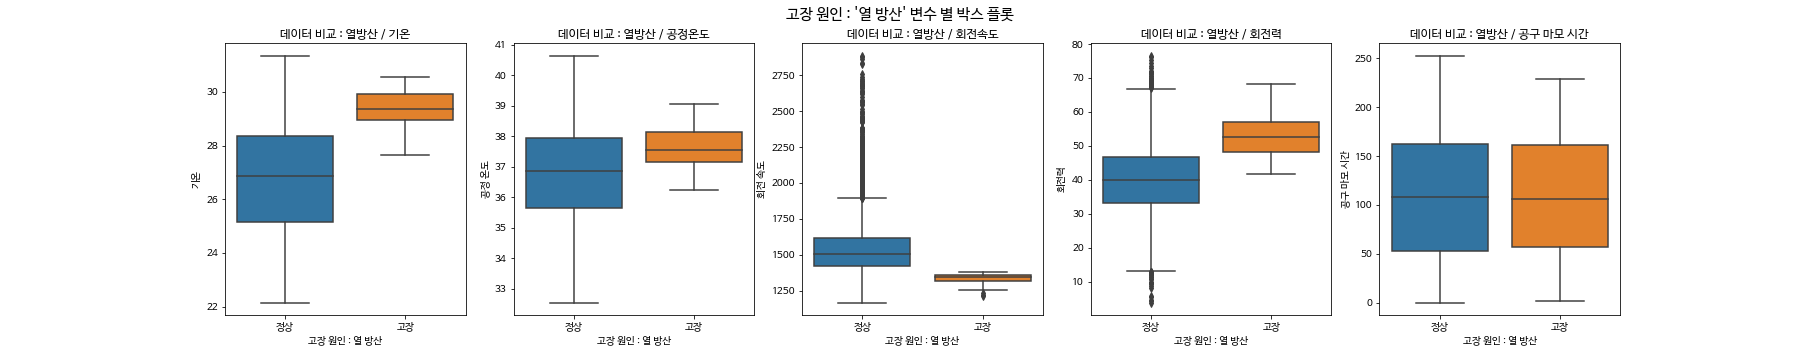 고장 원인 : '열 방산' 변수 별 박스 플롯
데이터 비교 : 열방산 / 기온
기온
30
28
26
24
22
정상
고장
고장 원인 : 열 방산
데이터 비교 : 열방산 / 공정온도
공정 온도
41
40
39
38
37
36
35
34
33
정상
고장
고장 원인 : 열 방산
데이터 비교 : 열방산 / 회전속도
회전 속도
2750
2500
2250
2000
1750
1500
1250
정상
고장
고장 원인 : 열 방산
데이터 비교 : 열방산 / 회전력
회전력
80
70
60
50
40
30
20
10
정상
고장
고장 원인 : 열 방산
데이터 비교 : 열방산 / 공구 마모 시간
공구 마모 시간
250
200
150
100
50
0
정상
고장
고장 원인 : 열 방산